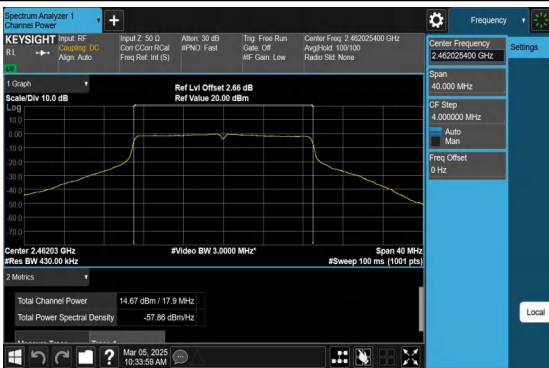 Spectrum Analyzer 1
Channel Power
Frequency
KEYSIGHT
RL
Input: RF
Coupling: DC
Align: Auto
Input Z: 50 Ω
Corr CCorr RCal
Freq Ref: Int (S)
Atten: 30 dB
#PNO: Fast
Trig: Free Run
Gate: Off
#IF Gain: Low
Center Freq: 2.462025400 GHz
Avg|Hold: 100/100
Radio Std: None
Center Frequency
2.462025400 GHz
Settings
Span
40.000 MHz
CF Step
4.000000 MHz
Auto
Man
Freq Offset
0 Hz
Local
1 Graph
Scale/Div 10.0 dB
Ref Lvl Offset 2.66 dB
Ref Value 20.00 dBm
Log
10.0
0.00
-10.0
-20.0
-30.0
-40.0
-50.0
-60.0
-70.0
Center 2.46203 GHz
#Res BW 430.00 kHz
#Video BW 3.0000 MHz*
Span 40 MHz
#Sweep 100 ms (1001 pts)
2 Metrics
Total Channel Power 14.67 dBm / 17.9 MHz
Total Power Spectral Density -57.86 dBm/Hz
?
Mar 05, 2025
10:33:59 AM